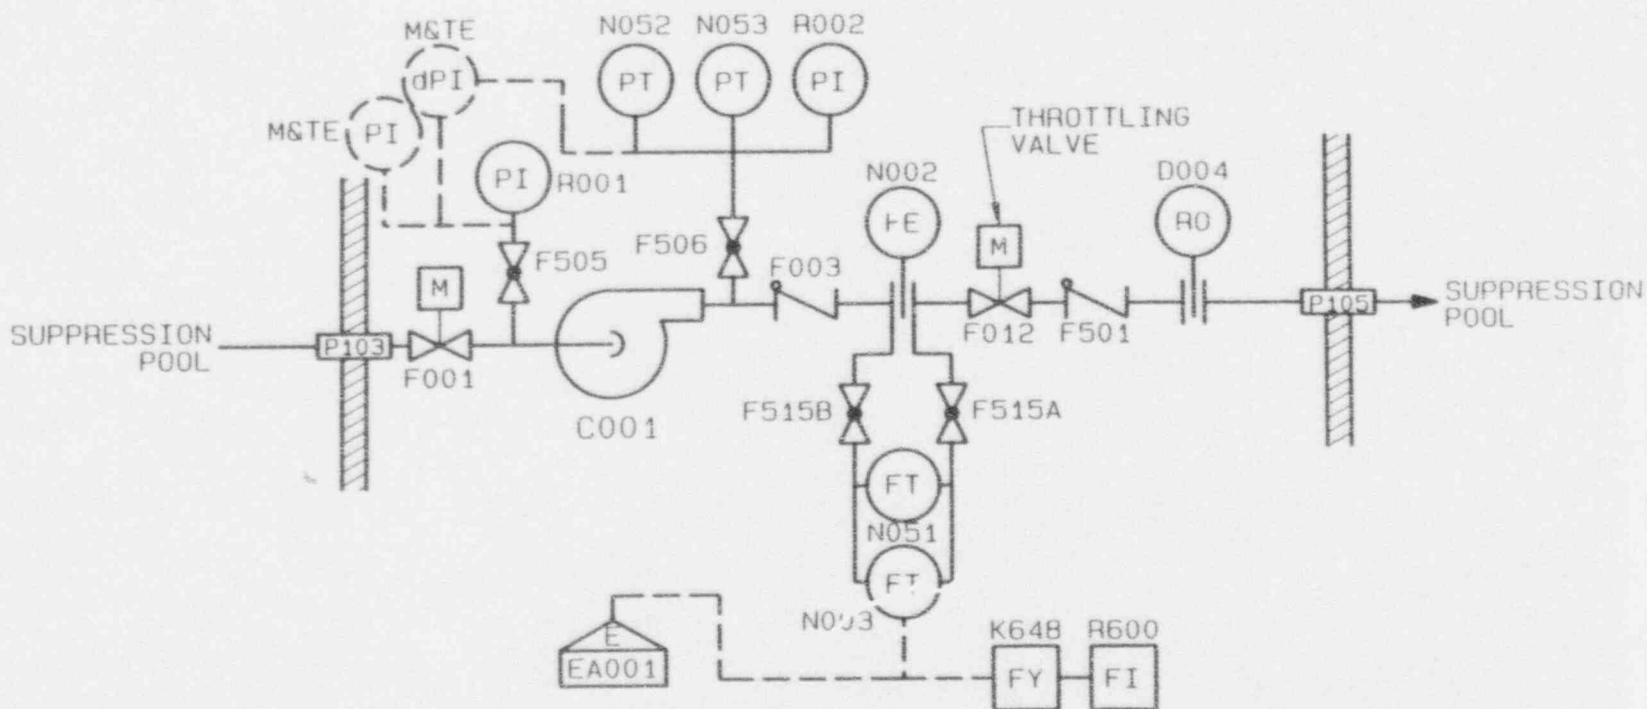 M&TE
N052 N053 R002
dPI
PT PT PI
M&TE PI
THROTTLING
VALVE
PI R001
N002
D004
FE
RO
F506
M
F505
F003
M
SUPPRESSION
POOL
P103
F001
C001
F012 F501
P105
SUPPRESSION
POOL
F515B F515A
FT
N051
FT
E
EA001
K648 R600
FY FI